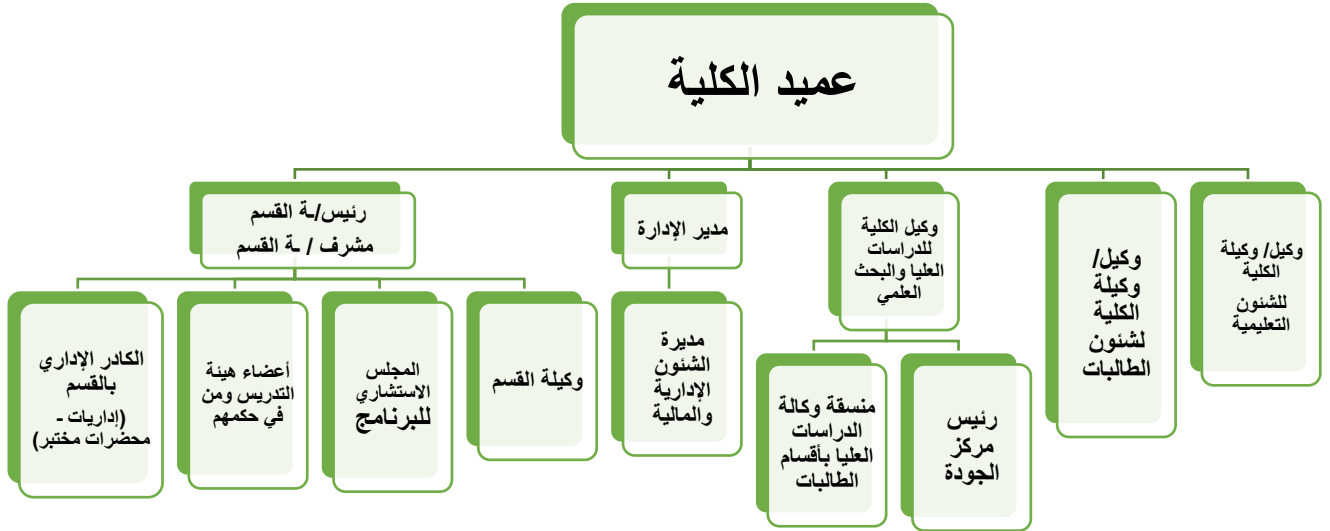 عميد الكلية
وكيل/ وكيلة
الكلية
للشئون
التعليمية
وكيل/
وكيلة
الكلية
لشئون
الطالبات
وكيل الكلية
للدراسات
العليا والبحث
العلمي
مدير الإدارة
رئيس/ـة القسم
مشرف / ـة القسم
رئيس
مركز
الجودة
منسقة وكالة
الدراسات
العليا بأقسام
الطالبات
مديرة
الشئون
الإدارية
والمالية
وكيلة القسم
المجلس
الاستشاري
للبرنامج
أعضاء هيئة
التدريس ومن
في حكمهم
الكادر الإداري
بالقسم
(إداريات -
محضرات مختبر)